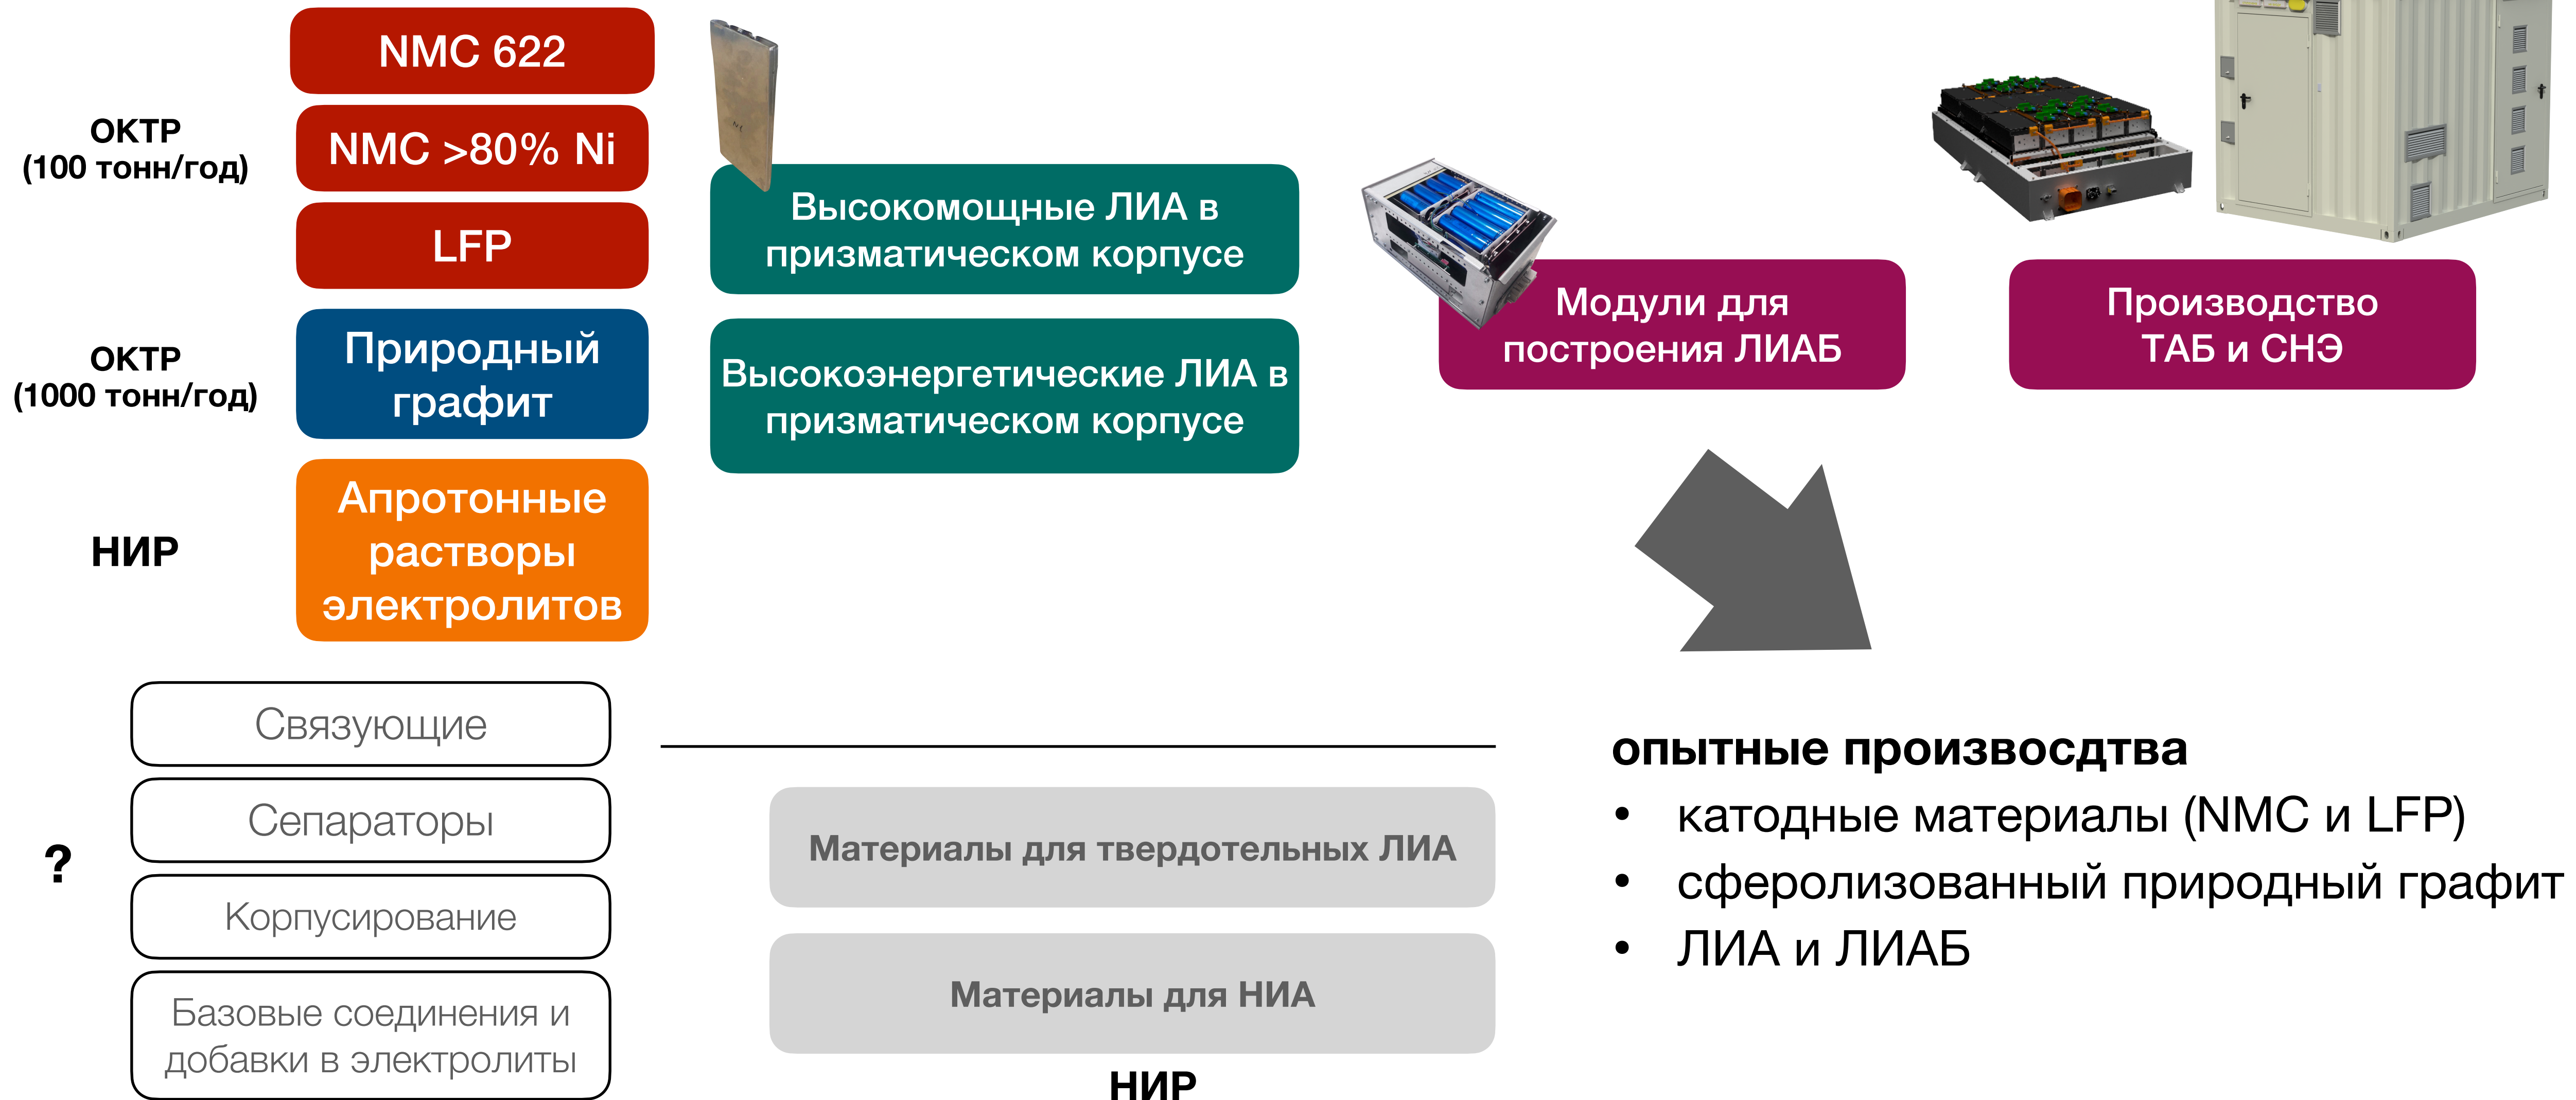 ОКТР
(100 тонн/год)
NMC 622
NMC >80% Ni
LFP
ОКТР
(1000 тонн/год)
Природный
графит
НИР
Апротонные
растворы
электролитов
?
Связующие
Сепараторы
Корпусирование
Базовые соединения и
добавки в электролиты
Высокомощные ЛИА в
призматическом корпусе
Высокоэнергетические ЛИА в
призматическом корпусе
Модули для
построения ЛИАБ
Производство
ТАБ и СНЭ
Материалы для твердотельных ЛИА
Материалы для НИА
НИР
опытные произвосдтва
• катодные материалы (NMC и LFP)
• сферолизованный природный графит
• ЛИА и ЛИАБ